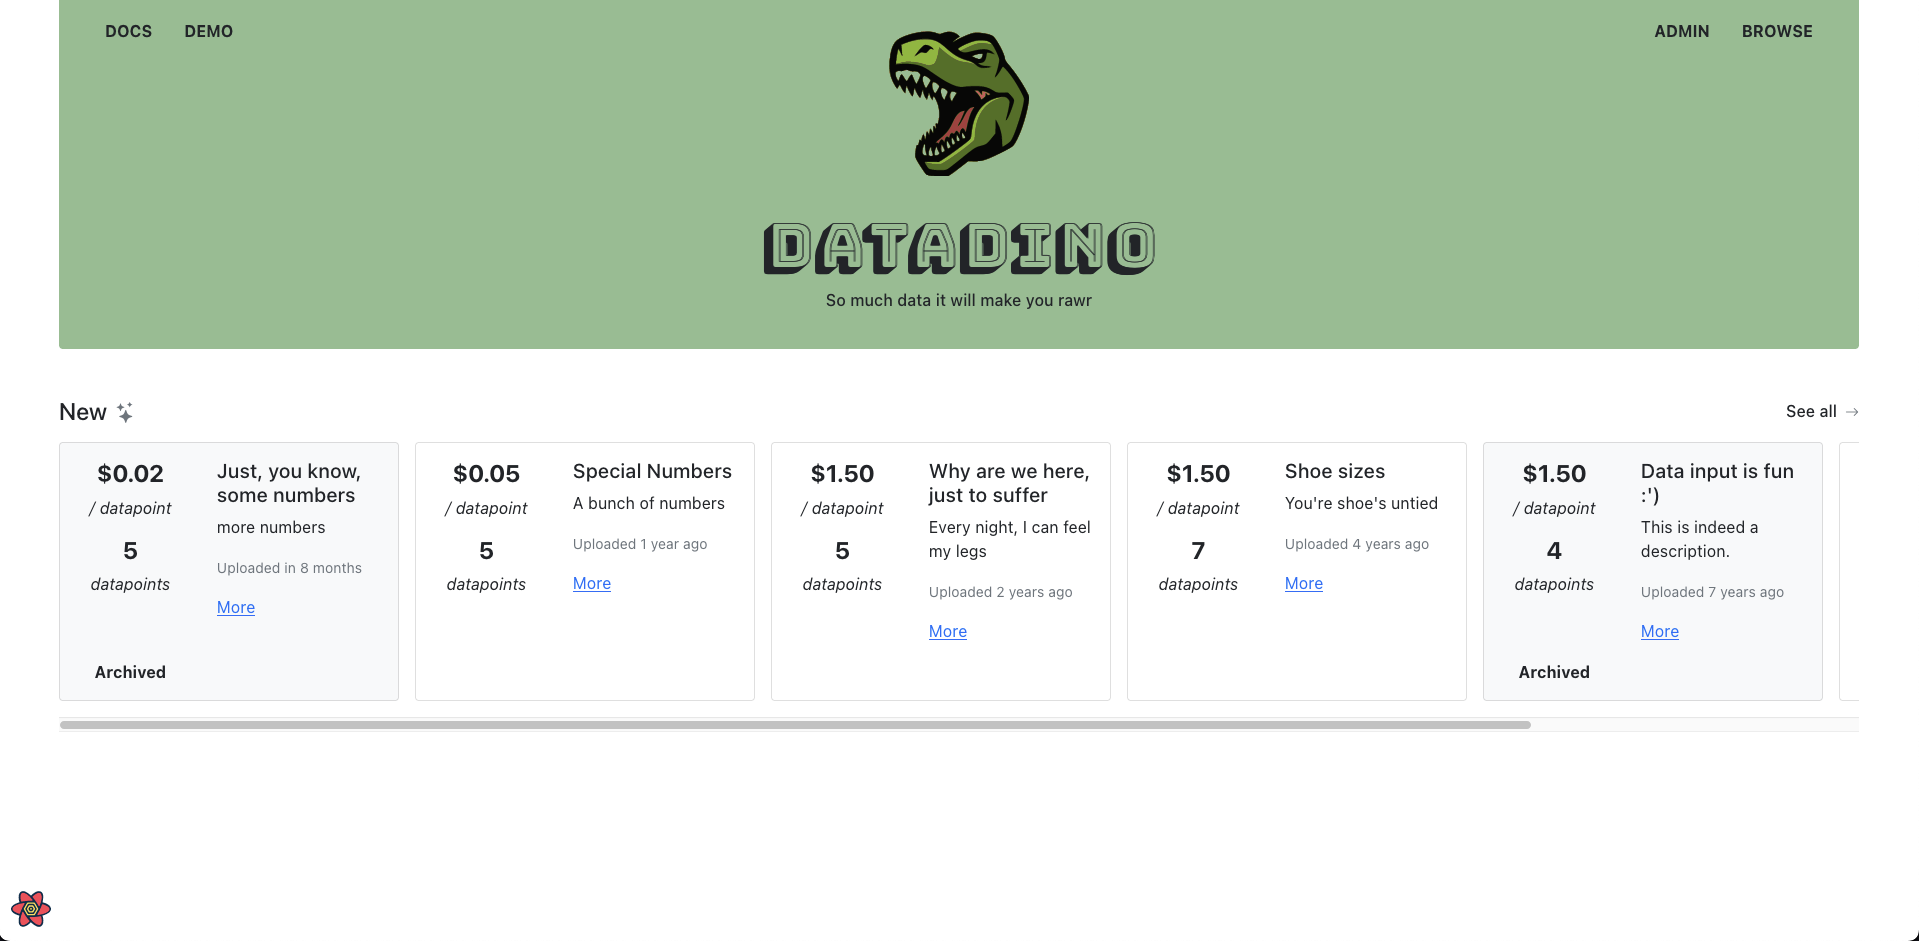 DOCS DEMO ADMIN BROWSE
DATADINO
So much data it will make you rawr
New
See all →
$0.02
/ datapoint
5
datapoints
Archived
Just, you know,
some numbers
more numbers
Uploaded in 8 months
More
$0.05
/ datapoint
5
datapoints
Special Numbers
A bunch of numbers
Uploaded 1 year ago
More
$1.50
/ datapoint
5
datapoints
Why are we here,
just to suffer
Every night, I can feel
my legs
Uploaded 2 years ago
More
$1.50
/ datapoint
7
datapoints
Shoe sizes
You're shoe's untied
Uploaded 4 years ago
More
$1.50
/ datapoint
4
datapoints
Archived
Data input is fun
:')
This is indeed a
description.
Uploaded 7 years ago
More